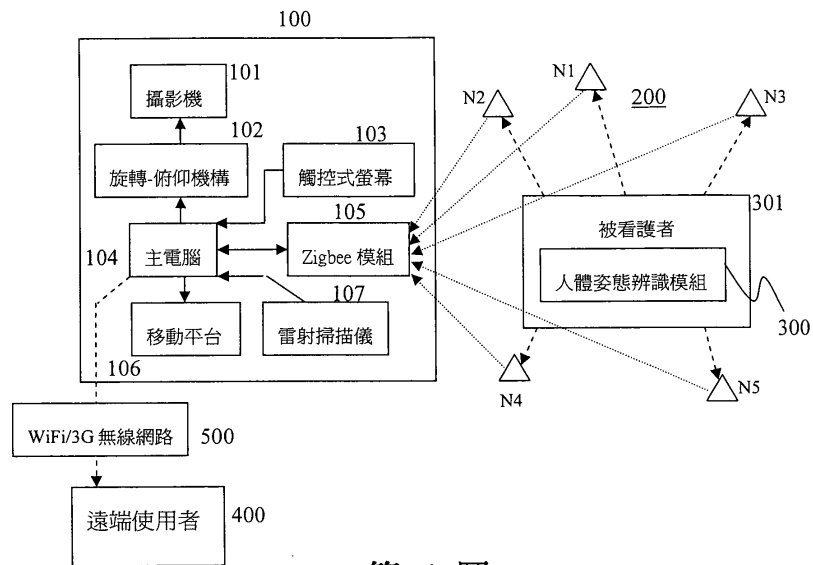 100
101
攝影機
102
旋轉-俯仰機構
103
觸控式螢幕
104
主電腦
105
Zigbee 模組
107
移動平台
雷射掃描儀
106
WiFi/3G 無線網路
500
遠端使用者
400
N2
N1
200
N3
301
被看護者
人體姿態辨識模組
300
N4
N5